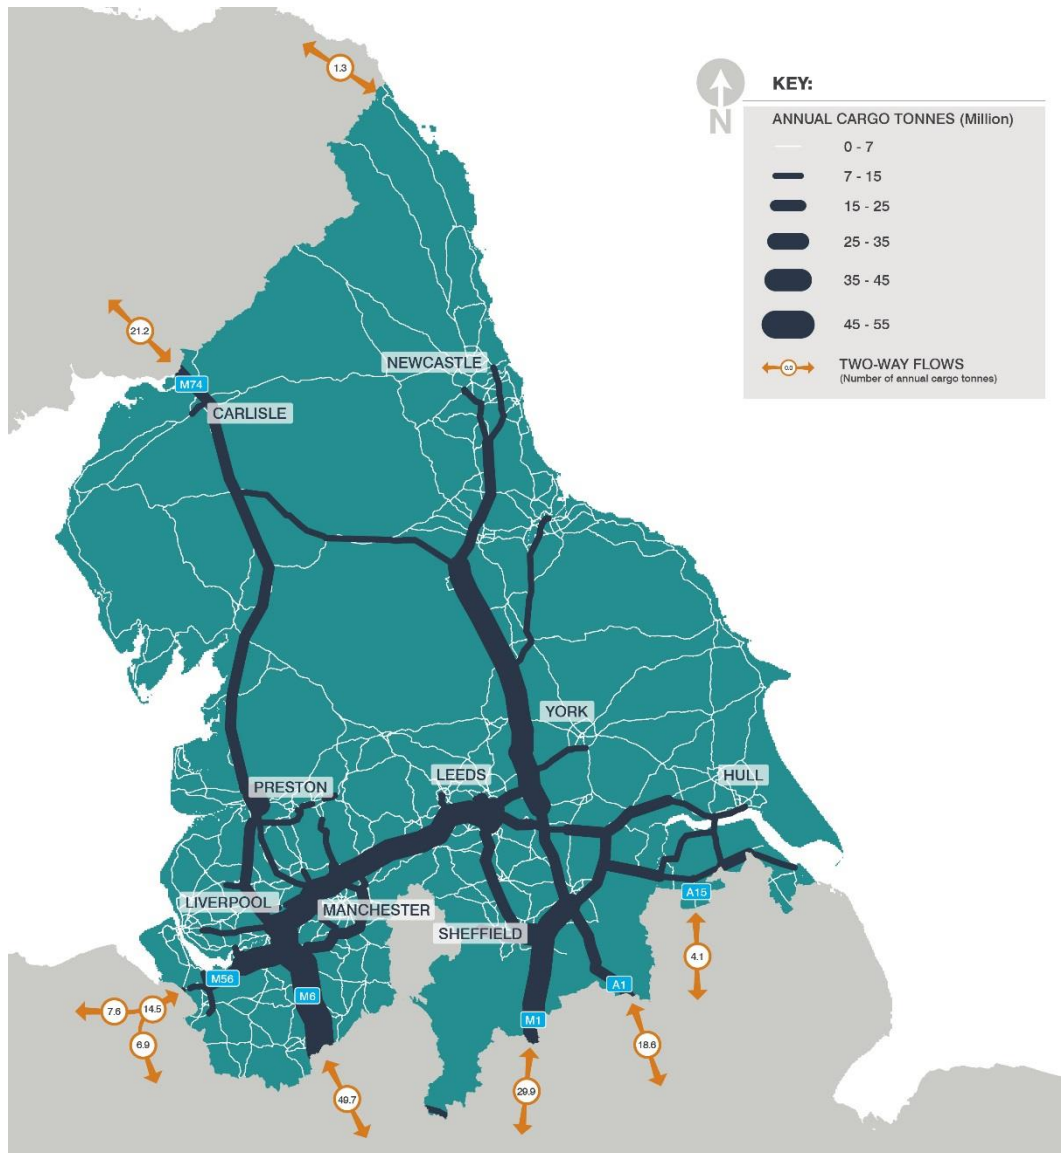 1.3
KEY:
N
ANNUAL CARGO TONNES (Million)
0 - 7
7 - 15
15 - 25
25 - 35
35 - 45
45 - 55
0.0
TWO-WAY FLOWS
(Number of annual cargo tonnes)
21.2
M74
NEWCASTLE
CARLISLE
YORK
LEEDS
HULL
PRESTON
LIVERPOOL
MANCHESTER
A15
SHEFFIELD
4.1
M56
M6
A1
M1
7.6
14.5
6.9
18.6
29.9
49.7